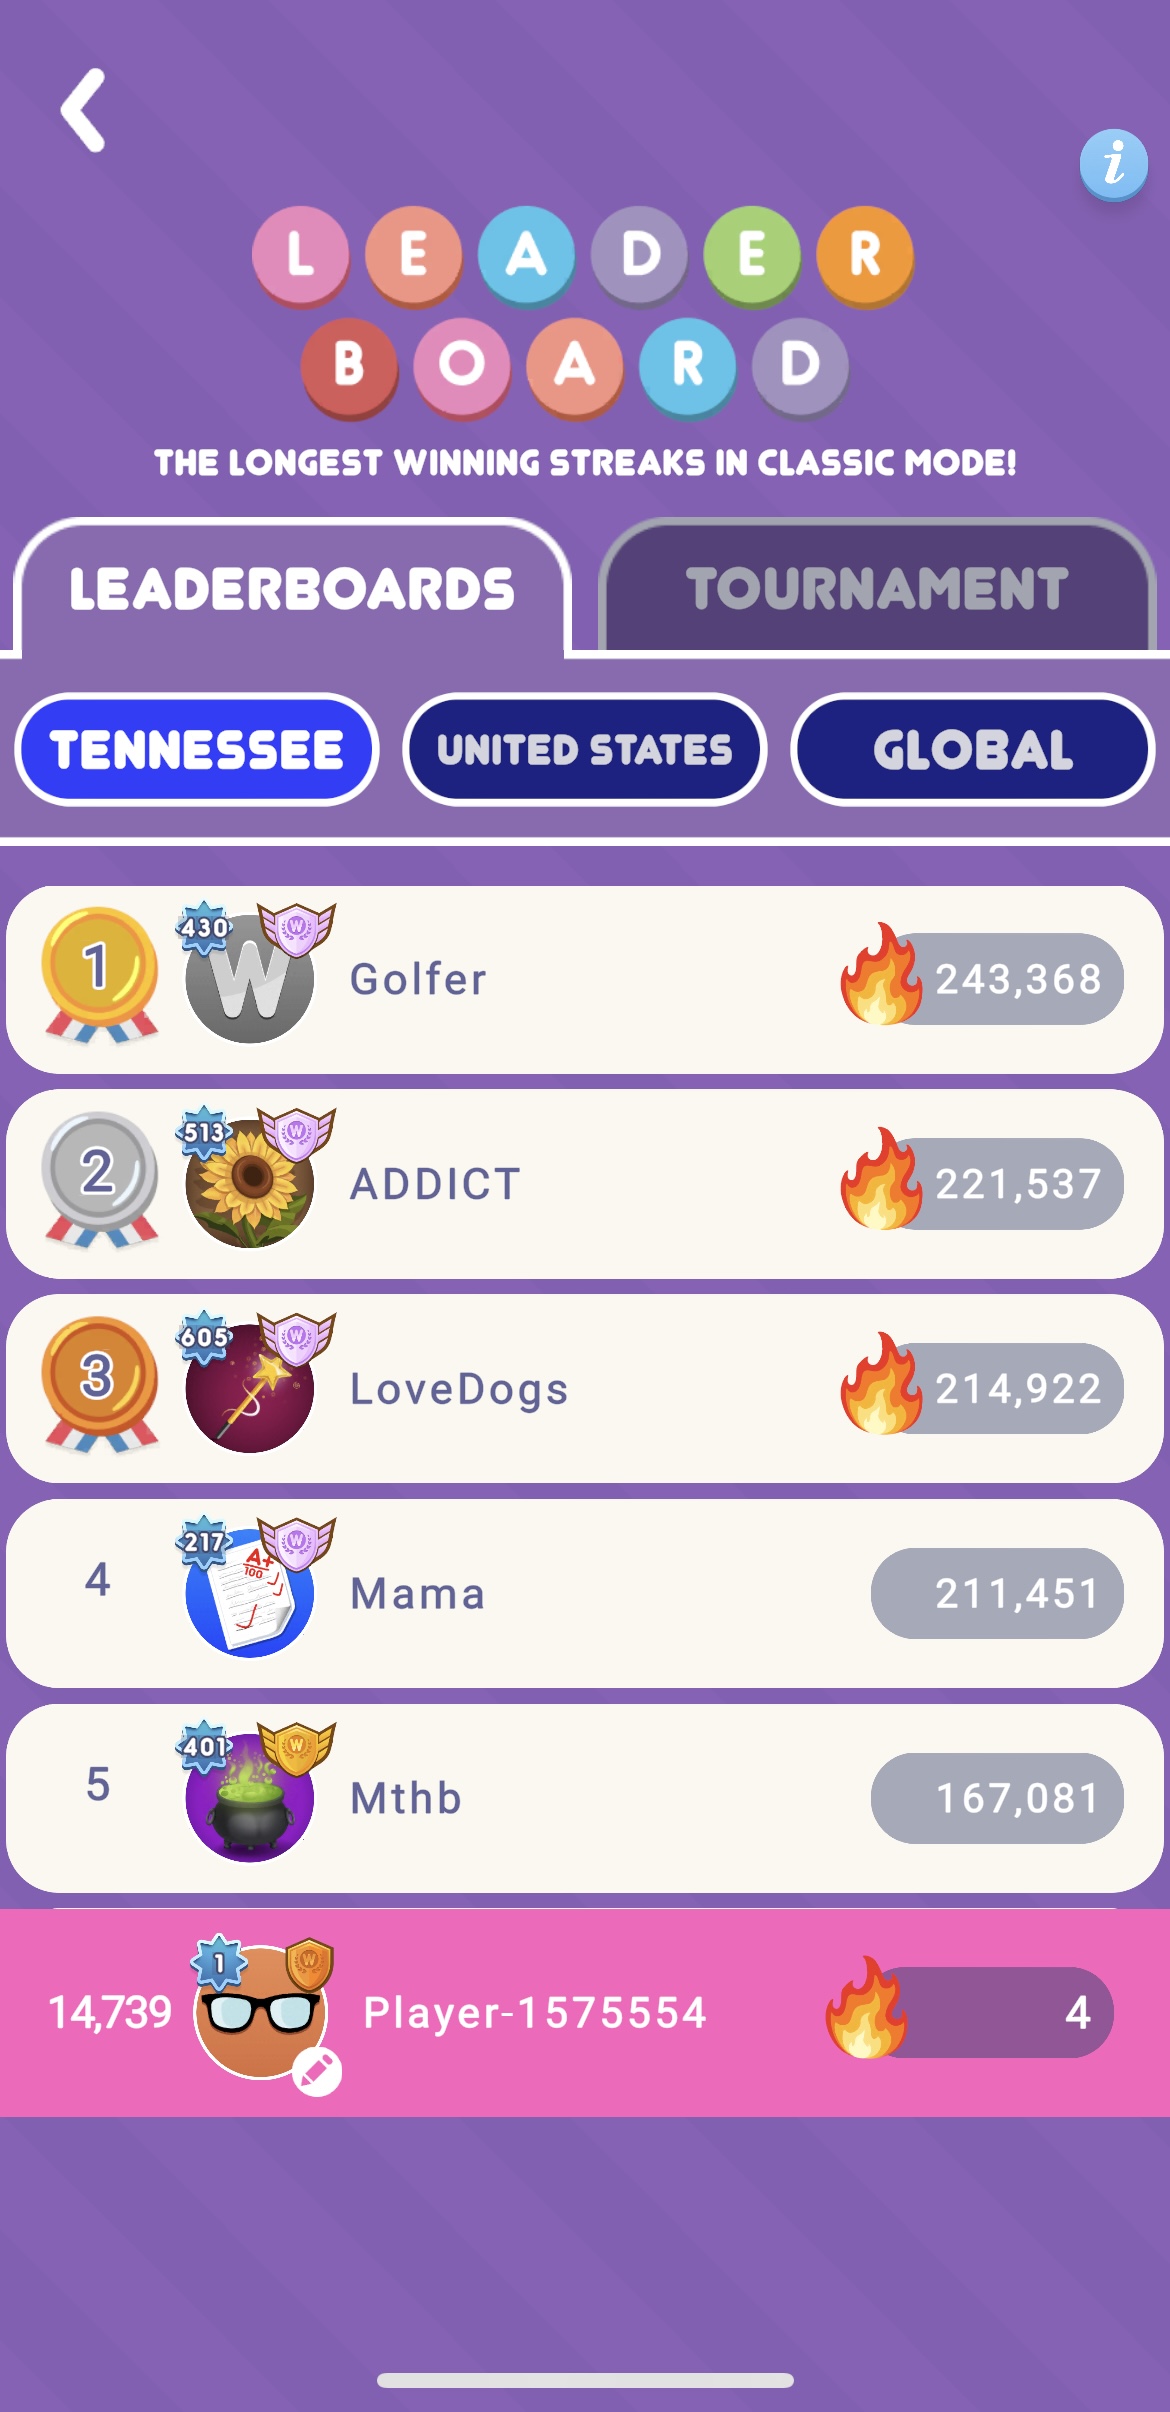 LEADER
BOARD
THE LONGEST WINNING STREAKS IN CLASSIC MODE!
LEADERBOARDS TOURNAMENT
TENNESSEE UNITED STATES GLOBAL
1 430 W W Golfer 243,368
2 513 W ADDICT 221,537
3 605 W LoveDogs 214,922
4 217 W A+ 100 Mama 211,451
5 401 W Mthb 167,081
14,739 1 W Player-1575554 4